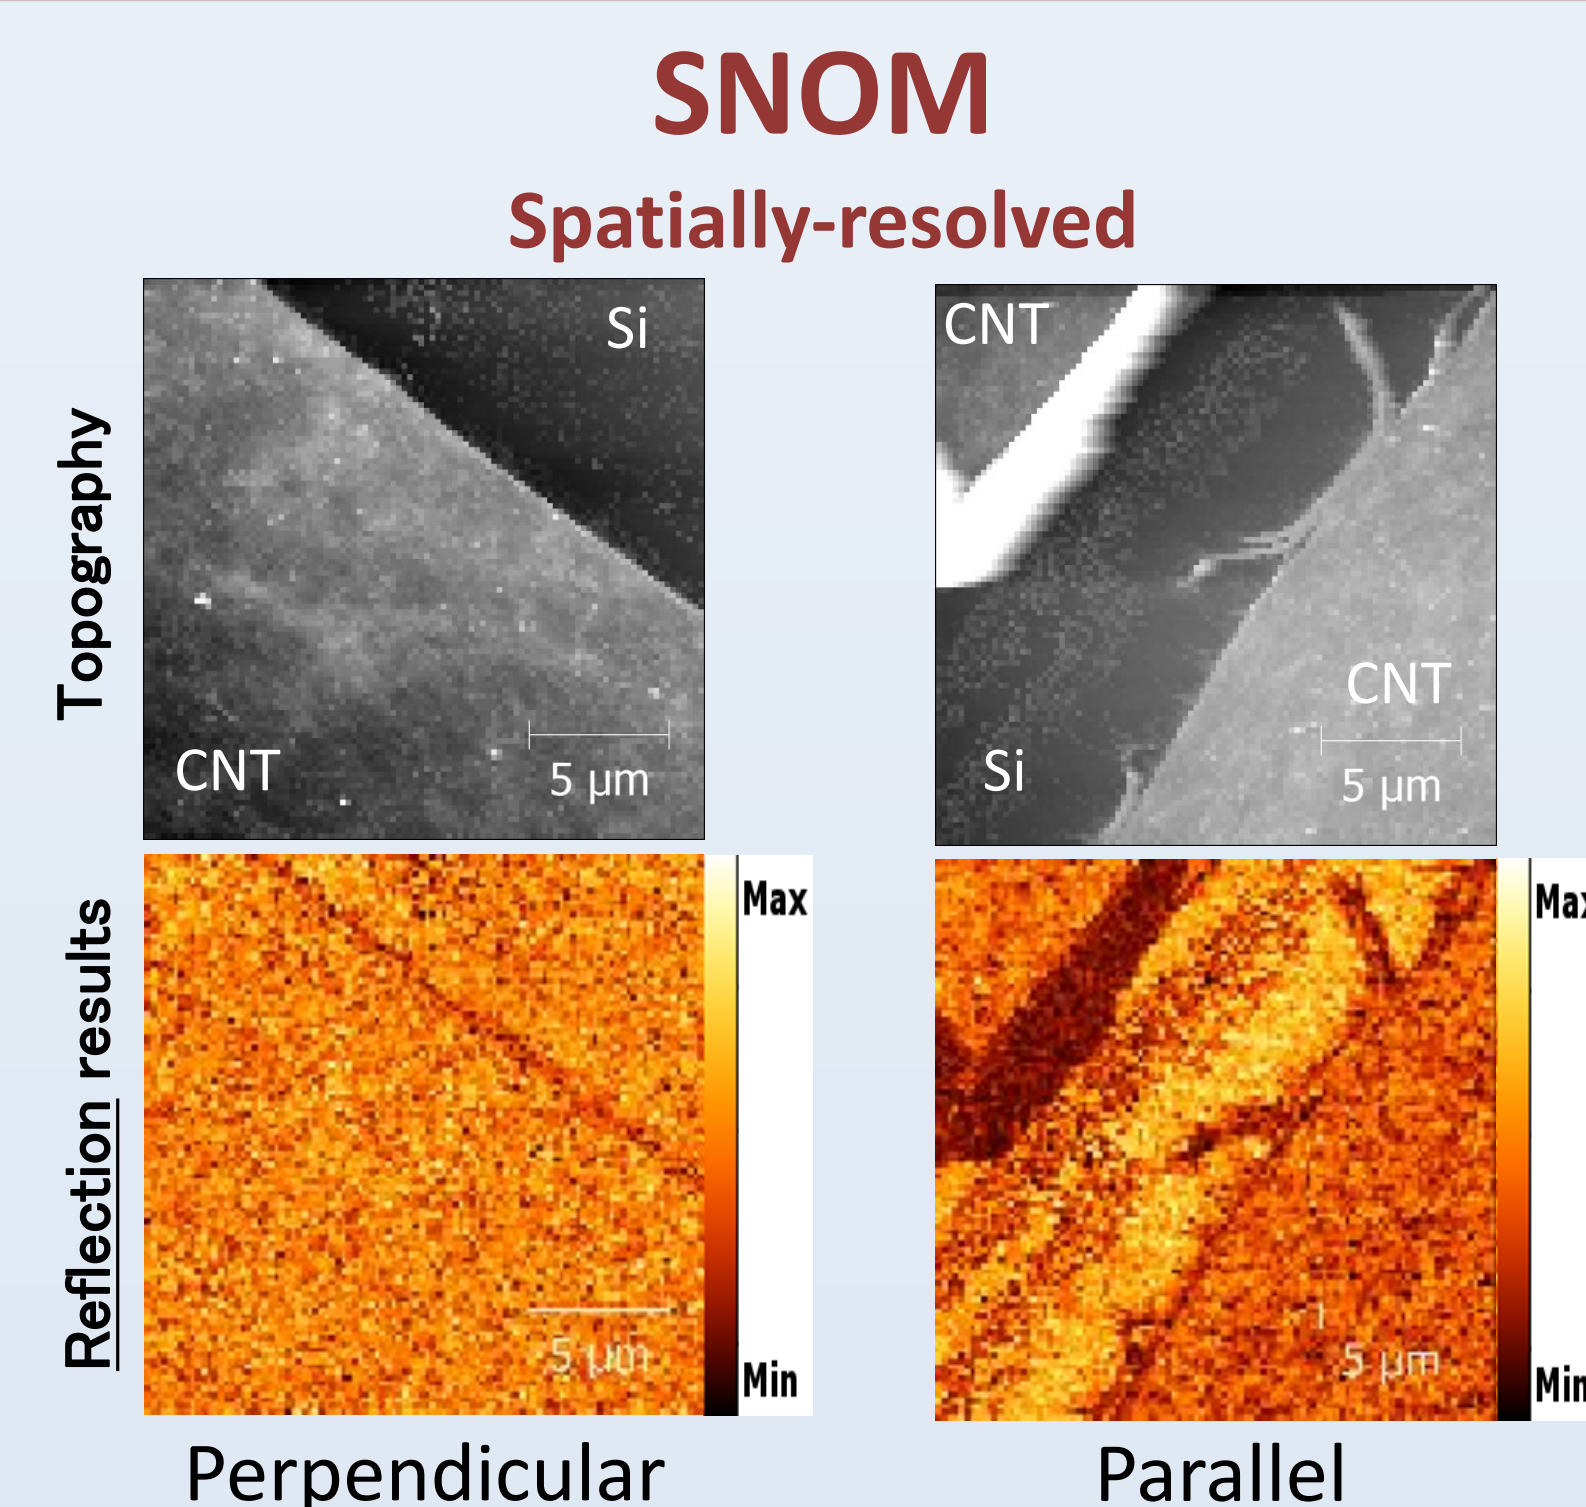 SNOM
Spatially-resolved
Topography
Si
CNT
5 µm
CNT
CNT
Si
5 µm
Reflection results
Max
Min
5 µm
Max
Min
5 µm
Perpendicular
Parallel